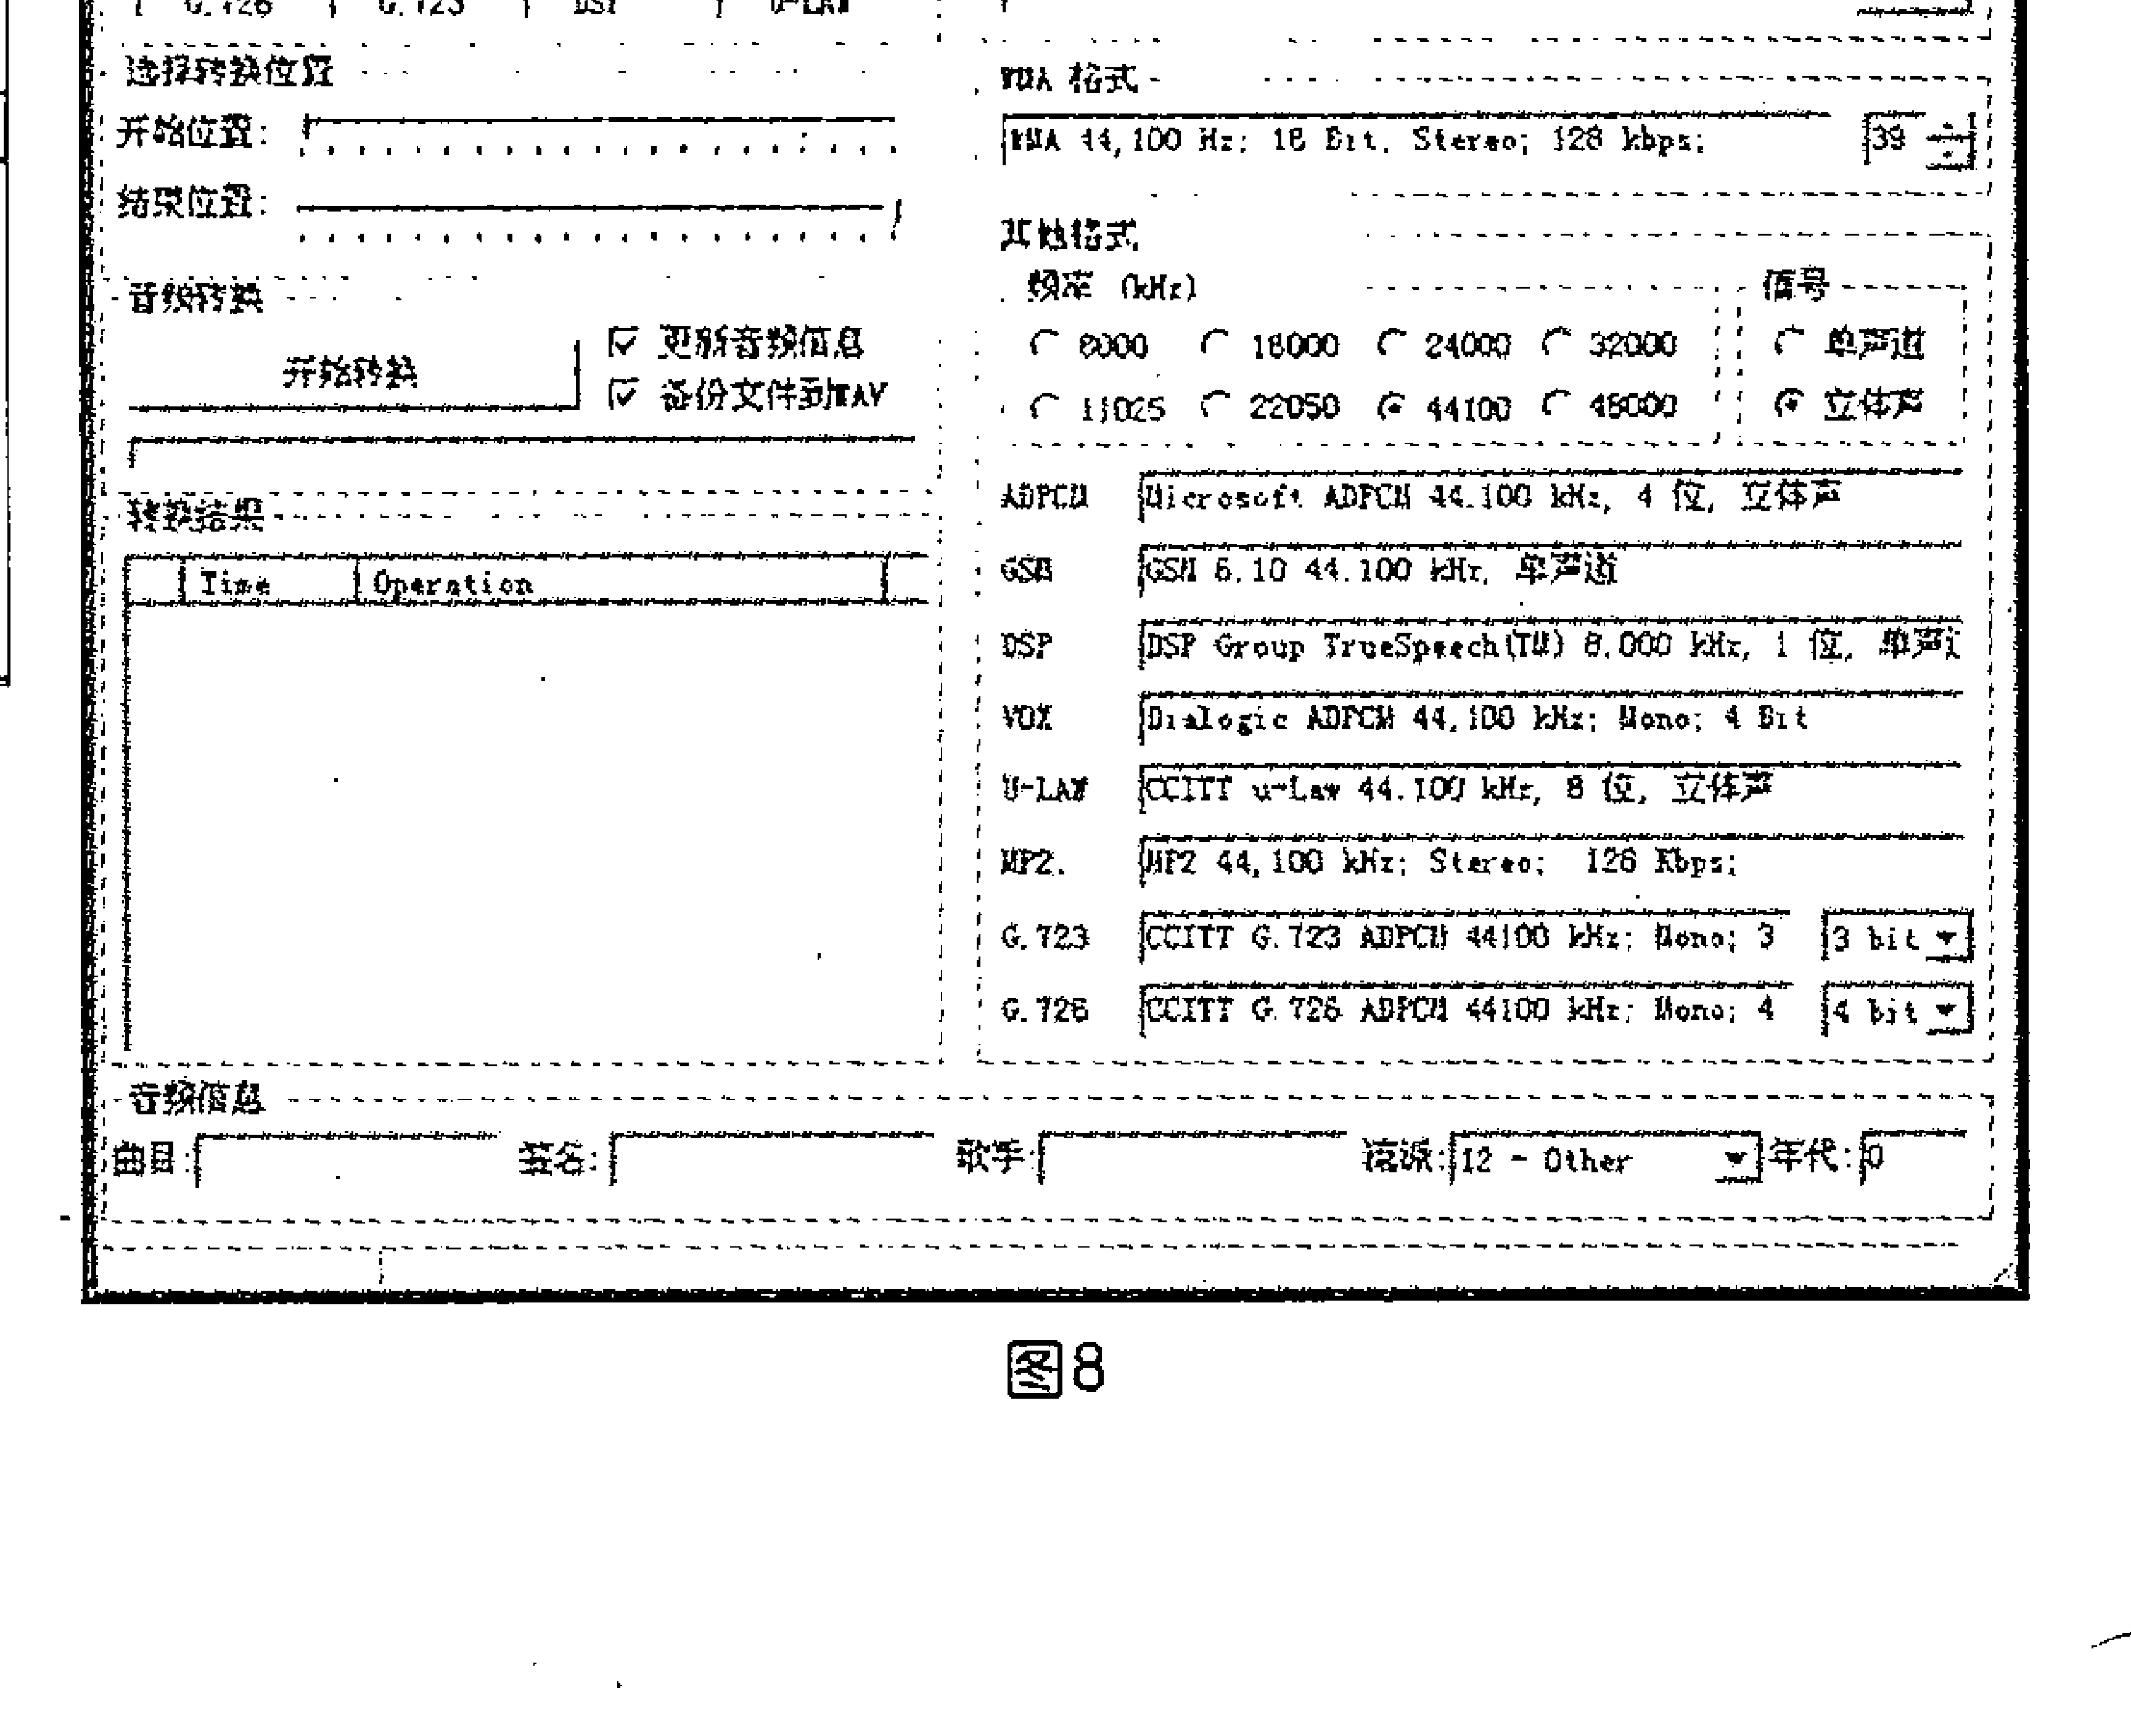 G.726 G.723 DSP U-LAW
选择转换位置
开始位置:
结束位置:
音频转换
开始转换
更新音频信息
备份文件到WAV
转换结果
Time Operation
WMA 格式
WMA 44,100 Hz; 16 Bit, Stereo; 128 kbps; 39
其他格式
频率 (kHz)
8000 16000 24000 32000
11025 22050 44100 48000
信号
单声道
立体声
ADPCM Microsoft ADPCM 44.100 kHz, 4 位, 立体声
GSM GSM 6.10 44.100 kHz, 单声道
DSP DSP Group TrueSpeech(TM) 8.000 kHz, 1 位, 单声
VOX Dialogic ADPCM 44,100 kHz; Mono; 4 Bit
U-LAW CCITT u-Law 44.100 kHz, 8 位, 立体声
MP2. MP2 44,100 kHz; Stereo; 128 Kbps;
G.723 CCITT G.723 ADPCM 44100 kHz; Mono; 3 3 bit
G.726 CCITT G.726 ADPCM 44100 kHz; Mono; 4 4 bit
音频信息
曲目: 签名: 歌手: 流派: 12 - Other 年代: 0
图8